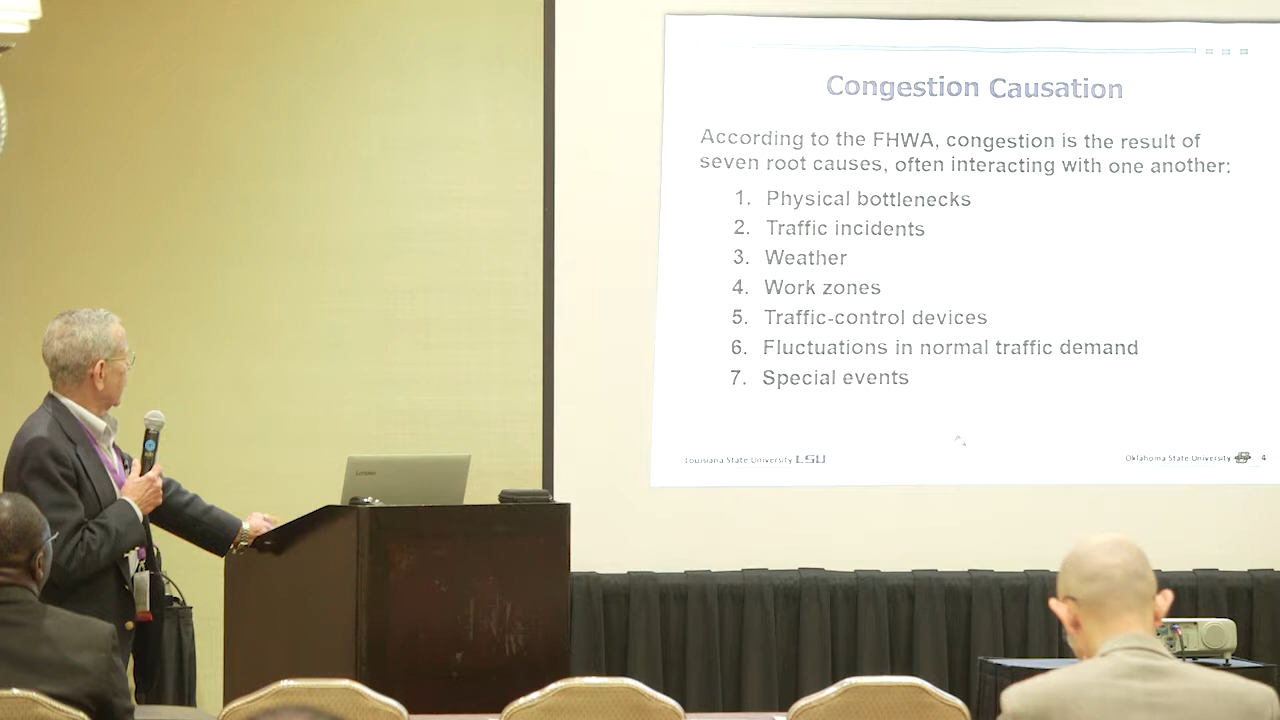 Congestion Causation
According to the FHWA, congestion is the result of
seven root causes, often interacting with one another:
1. Physical bottlenecks
2. Traffic incidents
3. Weather
4. Work zones
5. Traffic-control devices
6. Fluctuations in normal traffic demand
7. Special events
Louisiana State University LSU
Oklahoma State University 4
Lenovo